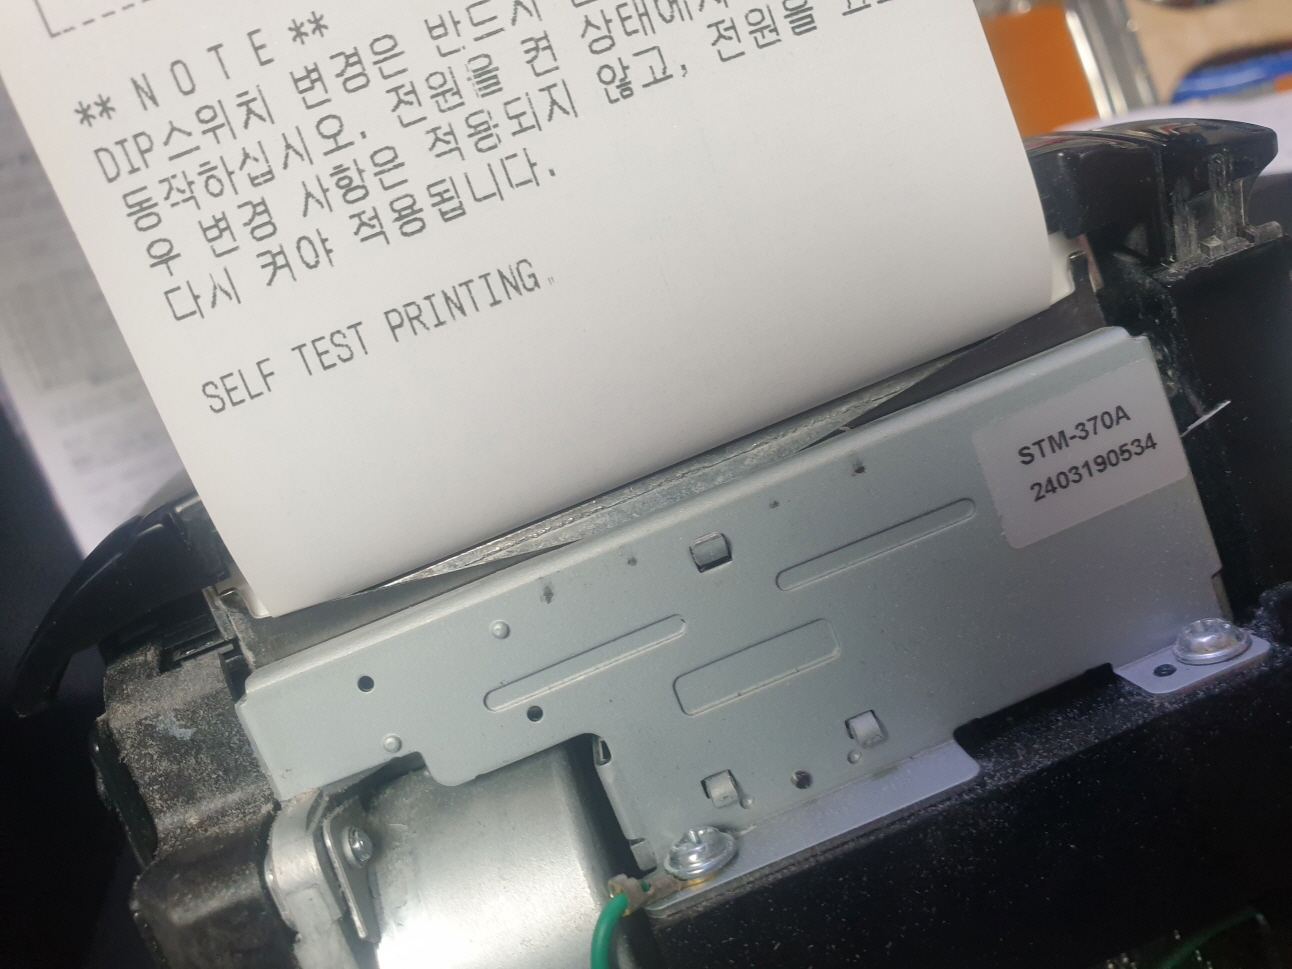 ** N O T E **
DIP스위치 변경은 반드시
동작하십시오. 전원을 켠 상태에서
우 변경 사항은 적용되지 않고, 전원을
다시 켜야 적용됩니다.
SELF TEST PRINTING
STM-370A
2403190534